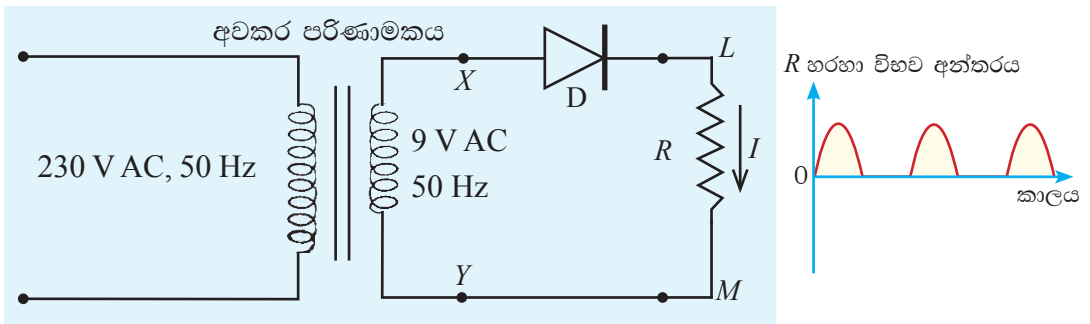 අවකර පරිණාමකය
X
D
L
230 V AC, 50 Hz
9 V AC
50 Hz
R
I
Y
M
R හරහා විභව අන්තරය
0
කාලය